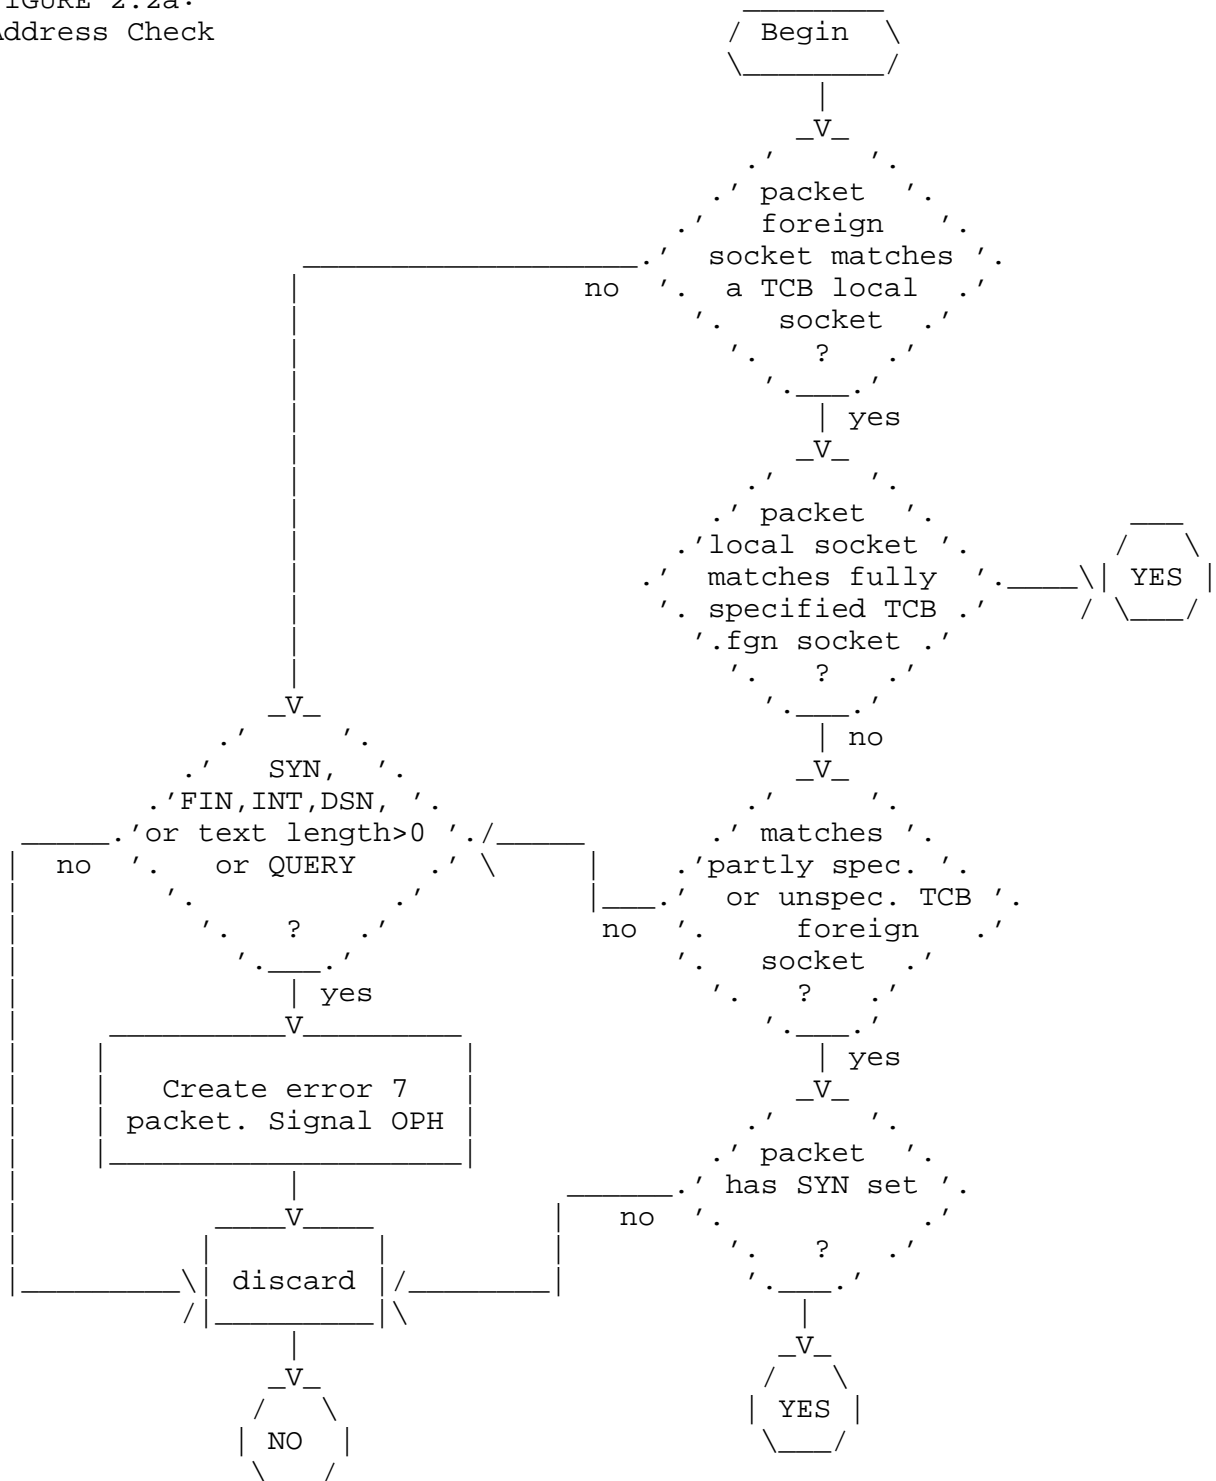 FIGURE 2.2a:
Address Check
Begin
packet
foreign
socket matches
no a TCB local
socket
?
yes
packet
local socket
matches fully YES
specified TCB
fgn socket
?
no
SYN,
FIN,INT,DSN, matches
or text length>0
no or QUERY partly spec.
or unspec. TCB
? no foreign
socket
yes ?
yes
Create error 7
packet. Signal OPH
packet
has SYN set
no
?
discard
YES
NO